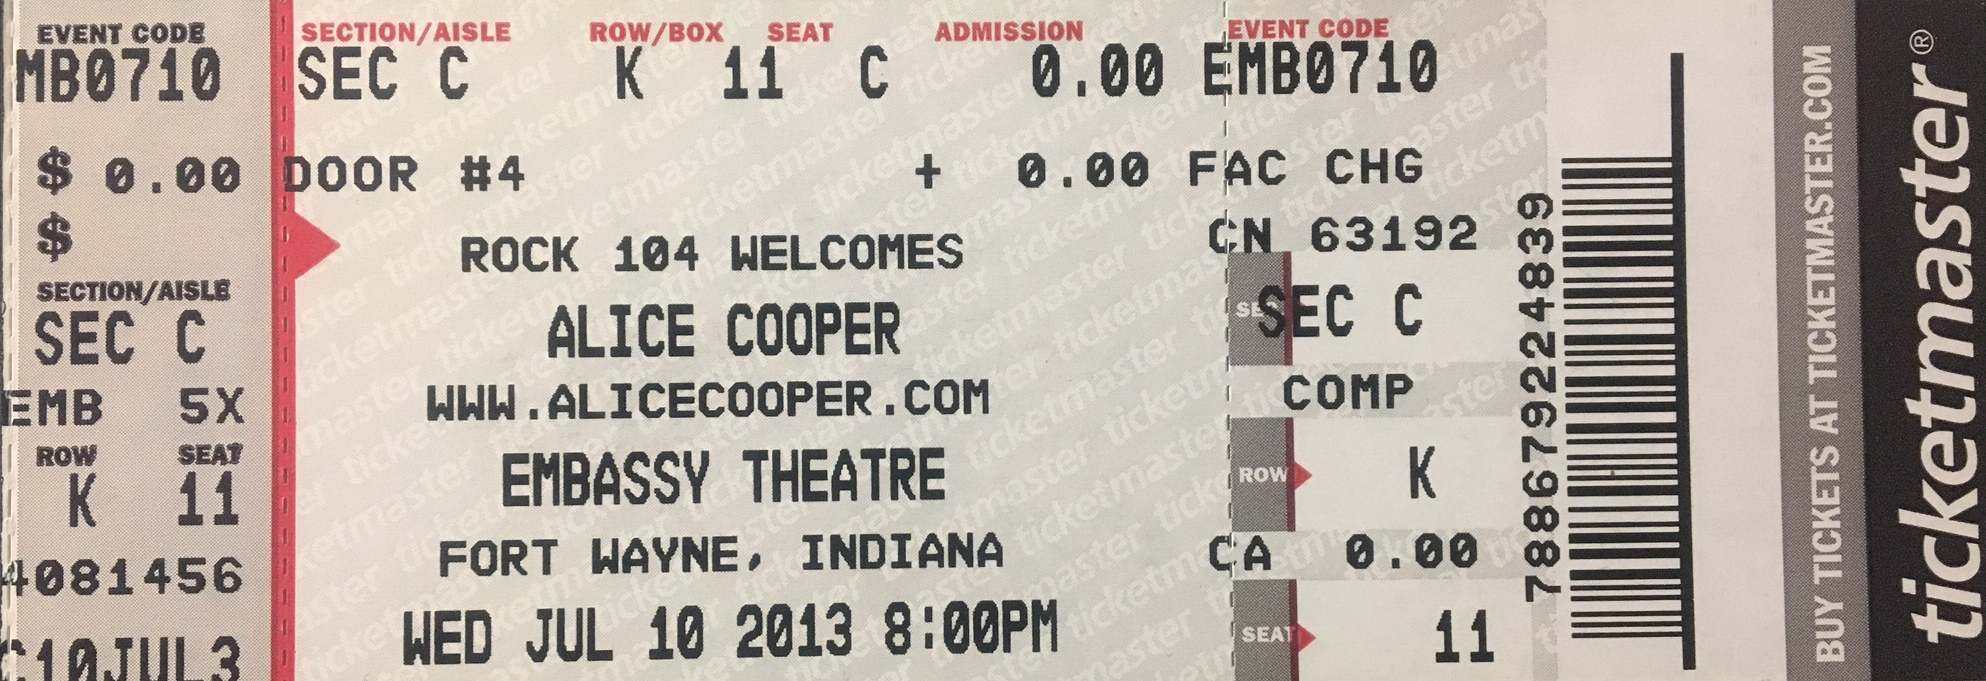 EVENT CODE
MB0710
$ 0.00
$
SECTION/AISLE
SEC C
EMB 5X
ROW SEAT
K 11
4081456
C10JUL3
SECTION/AISLE ROW/BOX SEAT ADMISSION EVENT CODE
SEC C K 11 C 0.00 EMB0710
DOOR #4 + 0.00 FAC CHG
ROCK 104 WELCOMES
ALICE COOPER
WWW.ALICECOOPER.COM
EMBASSY THEATRE
FORT WAYNE, INDIANA
WED JUL 10 2013 8:00PM
CN 63192
SEC C
COMP
ROW K
CA 0.00
SEAT 11
788679224839
BUY TICKETS AT TICKETMASTER.COM
ticketmaster®